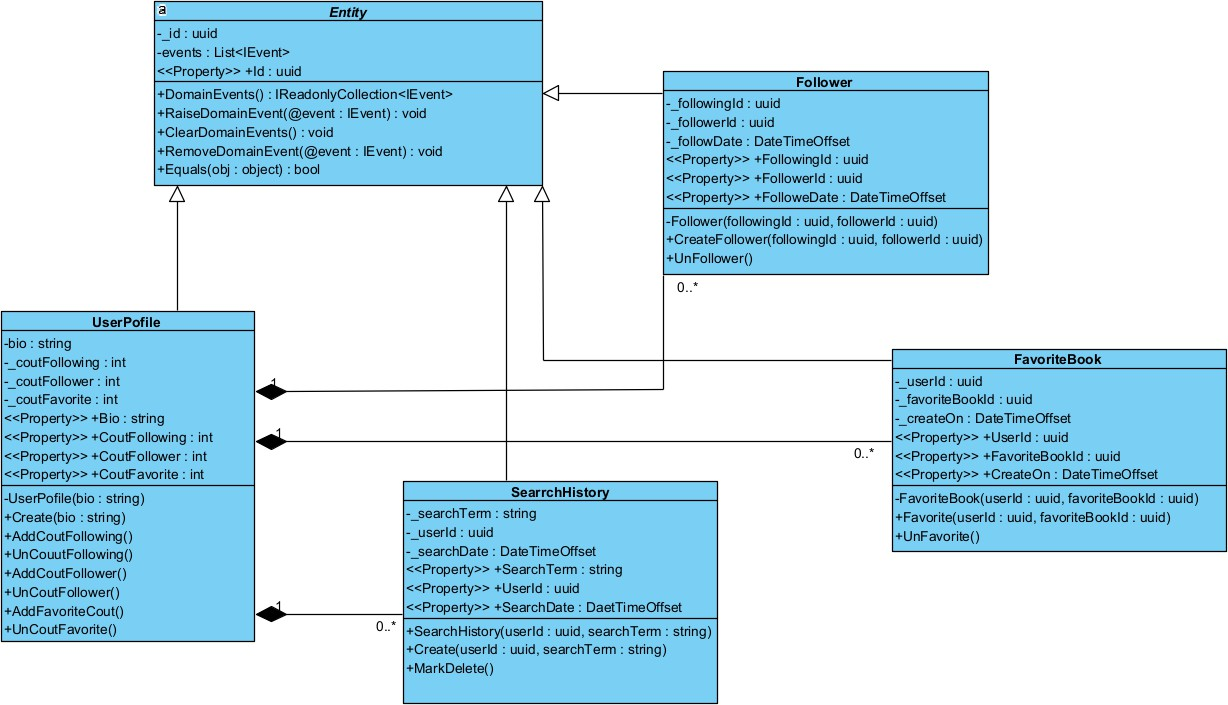 a
Entity
-_id : uuid
-events : List<IEvent>
<<Property>> +Id : uuid
+DomainEvents() : IReadonlyCollection<IEvent>
+RaiseDomainEvent(@event : IEvent) : void
+ClearDomainEvents() : void
+RemoveDomainEvent(@event : IEvent) : void
+Equals(obj : object) : bool
Follower
-_followingId : uuid
-_followerId : uuid
-_followDate : DateTimeOffset
<<Property>> +FollowingId : uuid
<<Property>> +FollowerId : uuid
<<Property>> +FolloweDate : DateTimeOffset
-Follower(followingId : uuid, followerId : uuid)
+CreateFollower(followingId : uuid, followerId : uuid)
+UnFollower()
0..*
UserPofile
-bio : string
-_coutFollowing : int
-_coutFollower : int
-_coutFavorite : int
<<Property>> +Bio : string
<<Property>> +CoutFollowing : int
<<Property>> +CoutFollower : int
<<Property>> +CoutFavorite : int
-UserPofile(bio : string)
+Create(bio : string)
+AddCoutFollowing()
+UnCouutFollowing()
+AddCoutFollower()
+UnCoutFollower()
+AddFavoriteCout()
+UnCoutFavorite()
1
1
0..*
1
0..*
FavoriteBook
-_userId : uuid
-_favoriteBookId : uuid
-_createOn : DateTimeOffset
<<Property>> +UserId : uuid
<<Property>> +FavoriteBookId : uuid
<<Property>> +CreateOn : DateTimeOffset
-FavoriteBook(userId : uuid, favoriteBookId : uuid)
+Favorite(userId : uuid, favoriteBookId : uuid)
+UnFavorite()
SearrchHistory
-_searchTerm : string
-_userId : uuid
-_searchDate : DateTimeOffset
<<Property>> +SearchTerm : string
<<Property>> +UserId : uuid
<<Property>> +SearchDate : DaetTimeOffset
+SearchHistory(userId : uuid, searchTerm : string)
+Create(userId : uuid, searchTerm : string)
+MarkDelete()